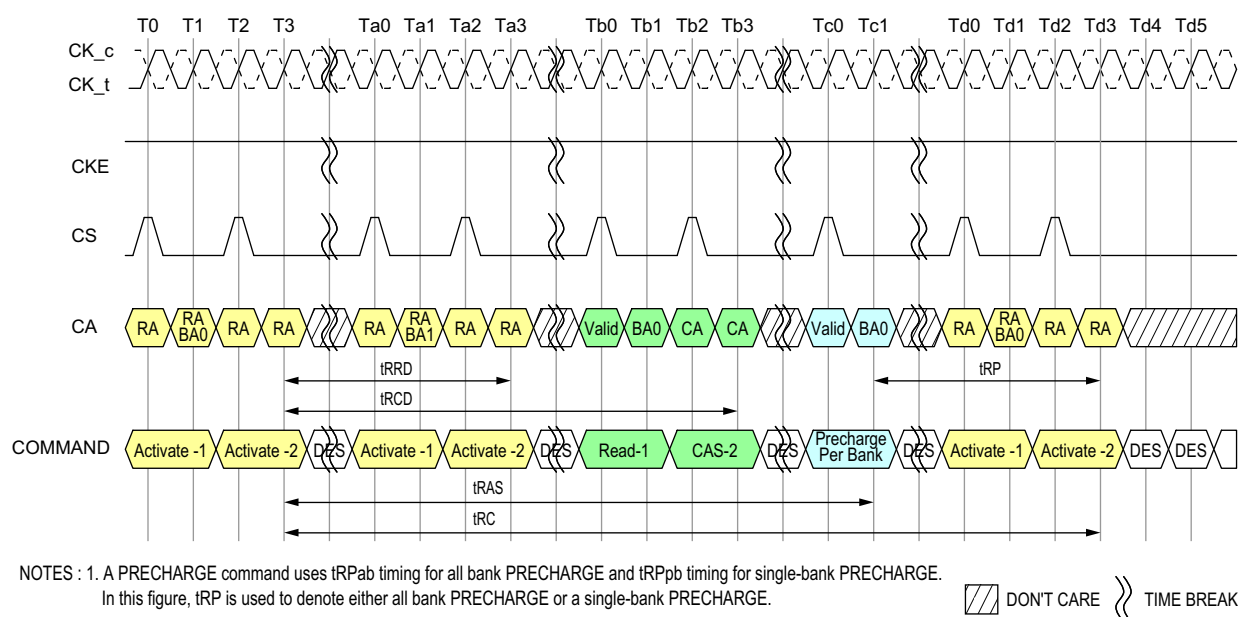 T0 T1 T2 T3 Ta0 Ta1 Ta2 Ta3 Tb0 Tb1 Tb2 Tb3 Tc0 Tc1 Td0 Td1 Td2 Td3 Td4 Td5
CK_c
CK_t
CKE
CS
CA RA RA BA0 RA RA RA RA BA1 RA RA Valid BA0 CA CA Valid BA0 RA RA BA0 RA RA
tRRD tRP
tRCD
COMMAND Activate -1 Activate -2 DES Activate -1 Activate -2 DES Read-1 CAS-2 DES Precharge Per Bank DES Activate -1 Activate -2 DES DES
tRAS
tRC
NOTES : 1. A PRECHARGE command uses tRPab timing for all bank PRECHARGE and tRPpb timing for single-bank PRECHARGE.
In this figure, tRP is used to denote either all bank PRECHARGE or a single-bank PRECHARGE.
DON'T CARE TIME BREAK